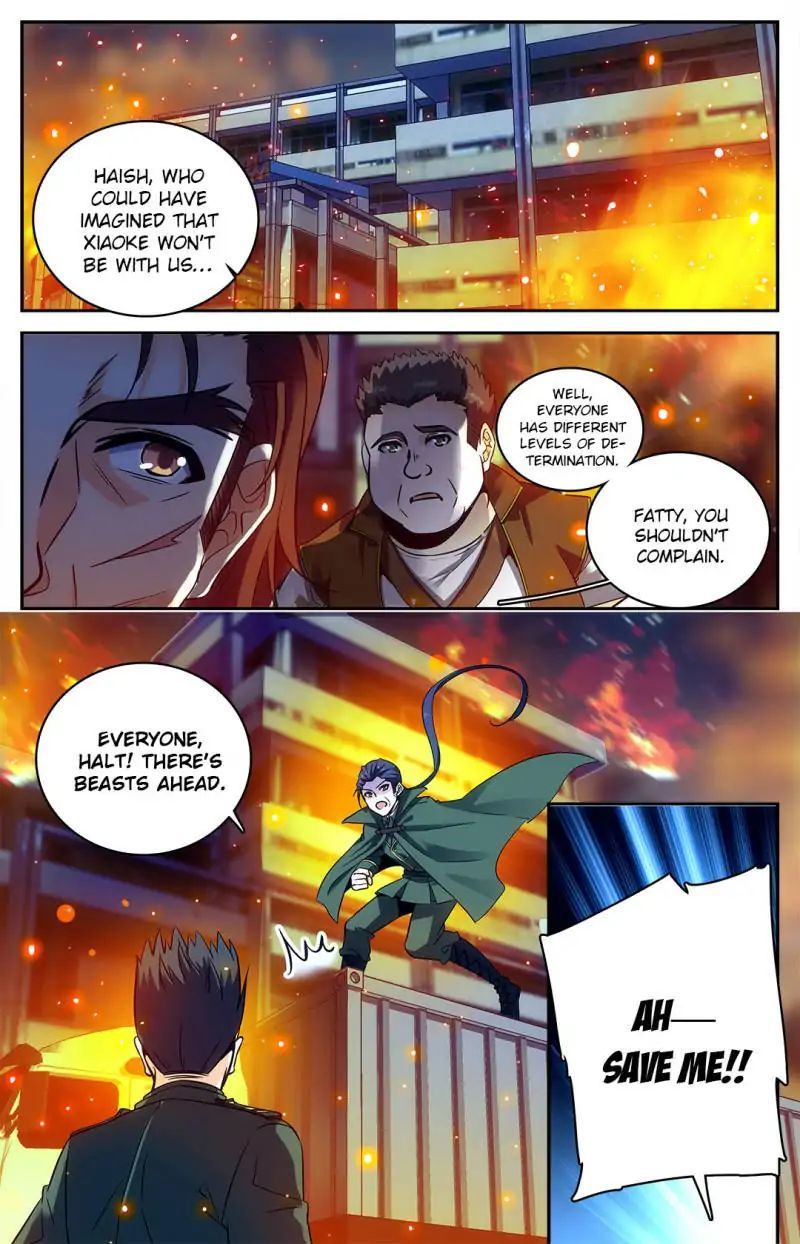 HAISH, WHO
COULD HAVE
IMAGINED THAT
XIAOKE WON'T
BE WITH US...
WELL,
EVERYONE
HAS DIFFERENT
LEVELS OF DE-
TERMINATION.
FATTY, YOU
SHOULDN'T
COMPLAIN.
EVERYONE,
HALT! THERE'S
BEASTS AHEAD.
AH—
SAVE ME!!